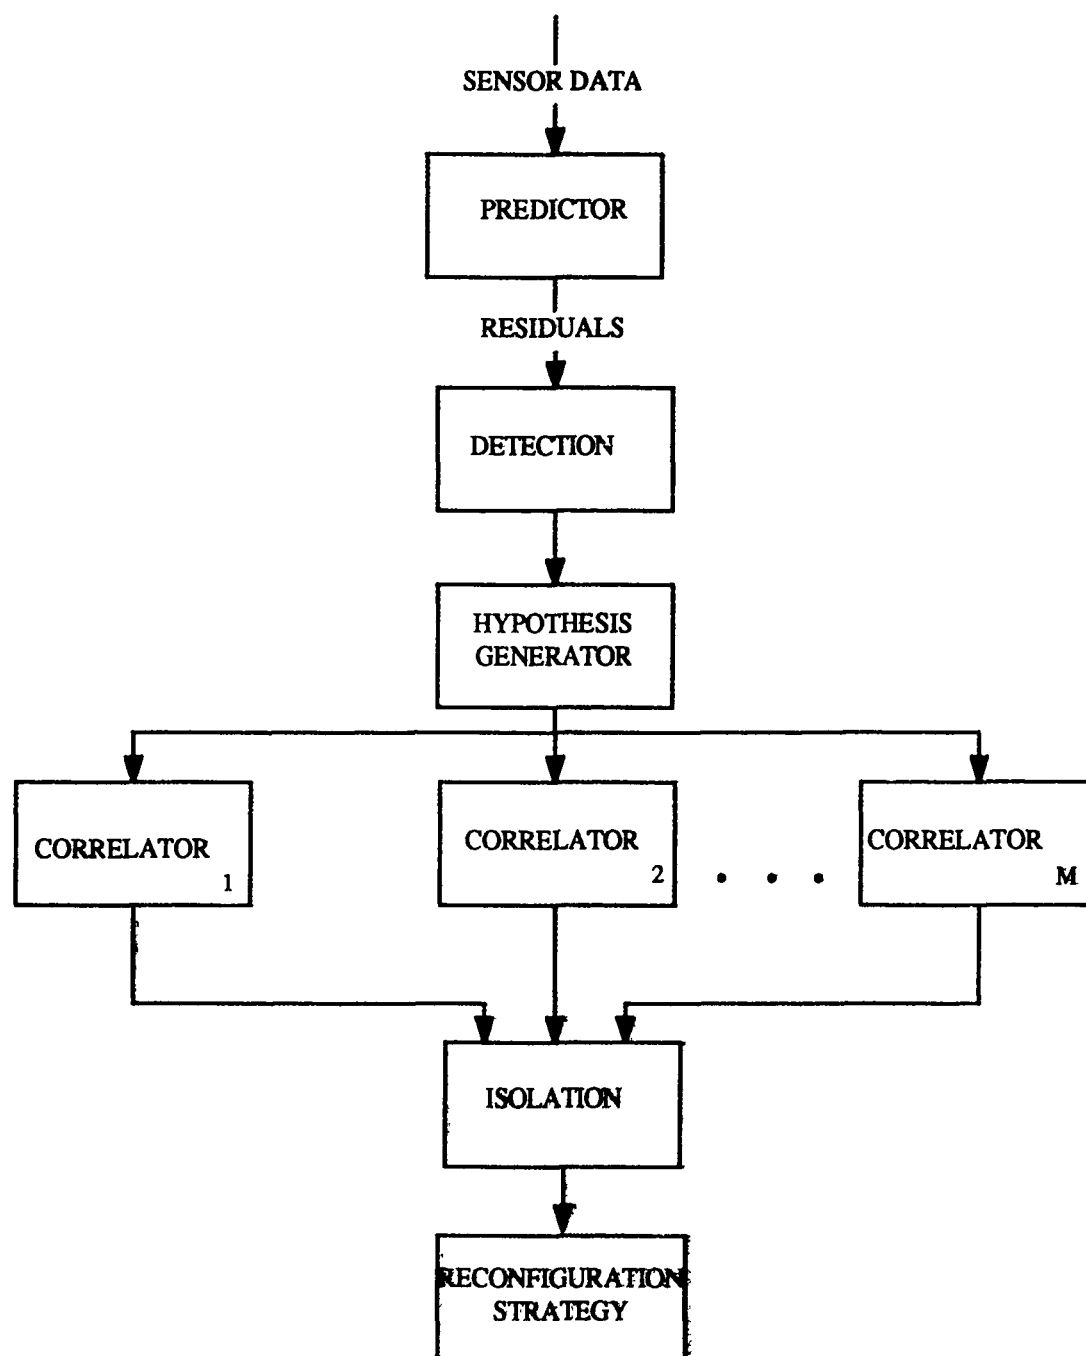 SENSOR DATA
PREDICTOR
RESIDUALS
DETECTION
HYPOTHESIS
GENERATOR
CORRELATOR
1
CORRELATOR
2
. . .
CORRELATOR
M
ISOLATION
RECONFIGURATION
STRATEGY